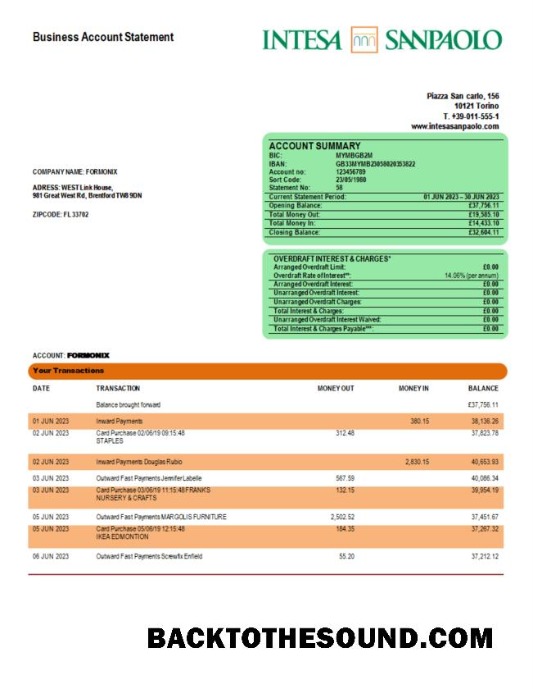 Business Account Statement
INTESA SANPAOLO
Piazza San carlo, 156
10121 Torino
T. +39-011-555-1
www.intesasanpaolo.com
ACCOUNT SUMMARY
BIC: MYMBGB2M
IBAN: GB33MYMB23058020353822
Account no: 123456789
Sort Code: 23/05/1988
Statement No: 58
Current Statement Period: 01 JUN 2023 – 30 JUN 2023
Opening Balance: £37,756.11
Total Money Out: £19,585.10
Total Money In: £14,433.10
Closing Balance: £32,604.11
COMPANY NAME: FORMONIX
ADRESS: WEST Link House,
981 Great West Rd, Brentford TW8 9DN
ZIPCODE: FL 33702
OVERDRAFT INTEREST & CHARGES*
Arranged Overdraft Limit: £0.00
Overdraft Rate of Interest**: 14.06% (per annum)
Arranged Overdraft Interest: £0.00
Unarranged Overdraft Interest: £0.00
Unarranged Overdraft Charges: £0.00
Total Interest & Charges: £0.00
Unarranged Overdraft Interest Waived: £0.00
Total Interest & Charges Payable***: £0.00
ACCOUNT: FORMONIX
Your Transactions
DATE TRANSACTION MONEY OUT MONEY IN BALANCE
Balance brought forward £37,756.11
01 JUN 2023 Inward Payments 380.15 38,136.26
02 JUN 2023 Card Purchase 02/06/19 09:15:48 312.48 37,823.78
STAPLES
02 JUN 2023 Inward Payments Douglas Rubio 2,830.15 40,653.93
03 JUN 2023 Outward Fast Payments Jennifer Labelle 567.59 40,086.34
03 JUN 2023 Card Purchase 03/06/19 11:15:48 FRANKS 132.15 39,954.19
NURSERY & CRAFTS
05 JUN 2023 Outward Fast Payments MARGOLIS FURNITURE 2,502.52 37,451.67
05 JUN 2023 Card Purchase 05/06/19 12:15:48 184.35 37,267.32
IKEA EDMONTION
06 JUN 2023 Outward Fast Payments Screwfix Enfield 55.20 37,212.12
BACKTOTHESOUND.COM